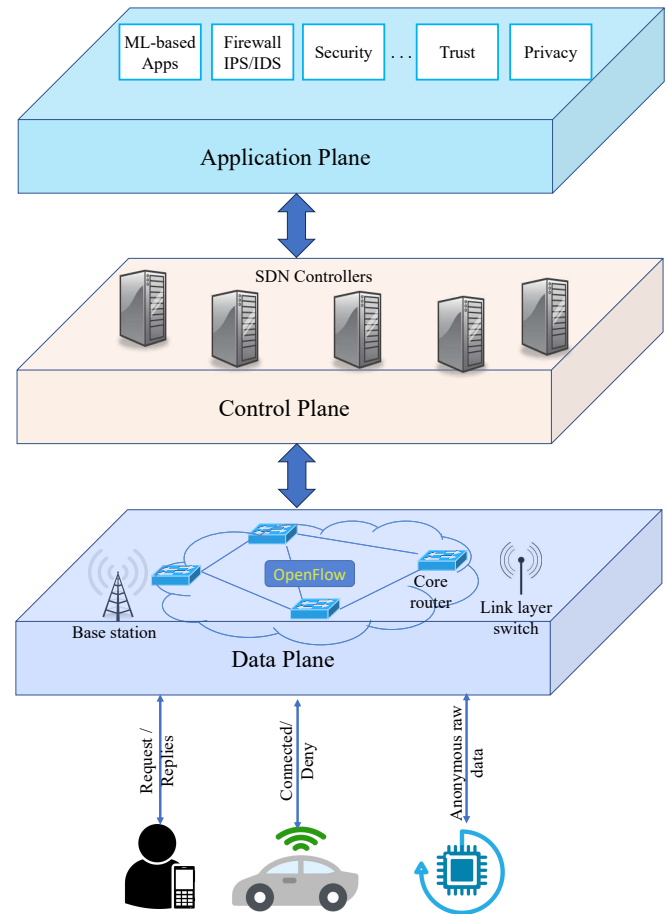 ML-based
Apps
Firewall
IPS/IDS
Security
. . .
Trust
Privacy
Application Plane
SDN Controllers
Control Plane
OpenFlow
Core
router
Base station
Link layer
switch
Data Plane
Request /
Replies
Connected/
Deny
Anonymous raw
data